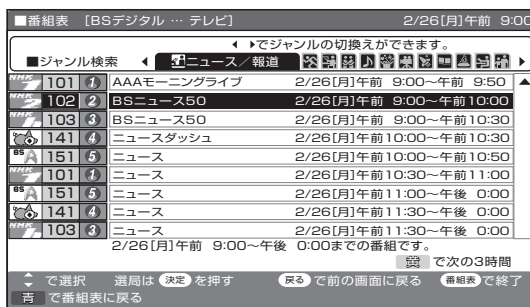 ■番組表 [BSデジタル … テレビ] 2/26[月]午前 9:00
◀ ▶でジャンルの切換えができます。
■ジャンル検索 ◀ ニュース／報道 ▶
NHK 101 1 AAAモーニングライブ 2/26[月]午前 9:00～午前 9:50
NHK 102 2 BSニュース50 2/26[月]午前 9:00～午前10:00
NHK 103 3 BSニュース50 2/26[月]午前 9:00～午前10:30
141 4 ニュースダッシュ 2/26[月]午前10:00～午前10:30
BS 151 5 ニュース 2/26[月]午前10:00～午前10:50
NHK 101 1 ニュース 2/26[月]午前10:30～午前11:00
BS 151 5 ニュース 2/26[月]午前11:00～午後 0:00
141 4 ニュース 2/26[月]午前11:30～午後 0:00
NHK 103 3 ニュース 2/26[月]午前11:30～午後 0:00
2/26[月]午前 9:00～午後 0:00までの番組です。
で次の3時間
で選択 選局は 決定 を押す 戻る で前の画面に戻る 番組表 で終了
青 で番組表に戻る